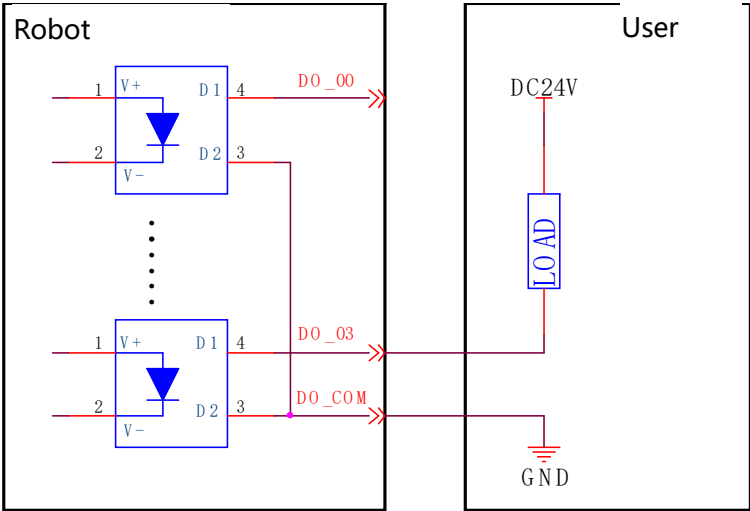 Robot
User
1 V+ D1 4 DO_00
DC24V
2 V- D2 3
LOAD
1 V+ D1 4 DO_03
2 V- D2 3 DO_COM
GND